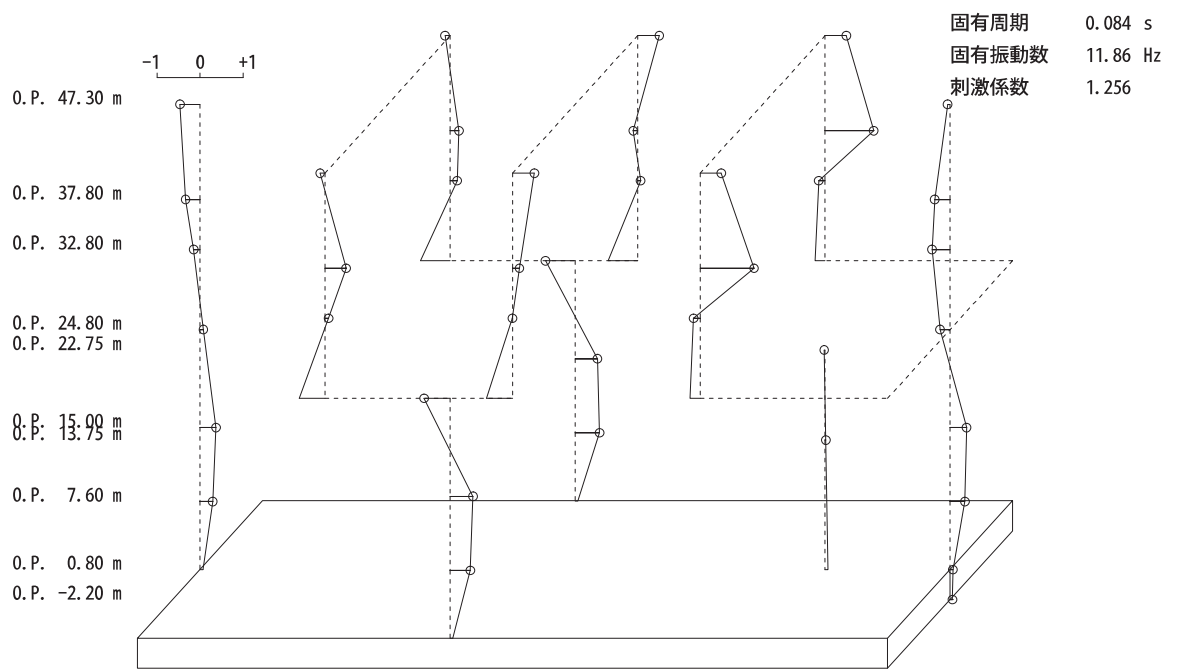 固有周期 0.084 s
固有振動数 11.86 Hz
刺激係数 1.256
−1 0 +1
O.P. 47.30 m
O.P. 37.80 m
O.P. 32.80 m
O.P. 24.80 m
O.P. 22.75 m
O.P. 15.00 m
O.P. 13.75 m
O.P. 7.60 m
O.P. 0.80 m
O.P. −2.20 m